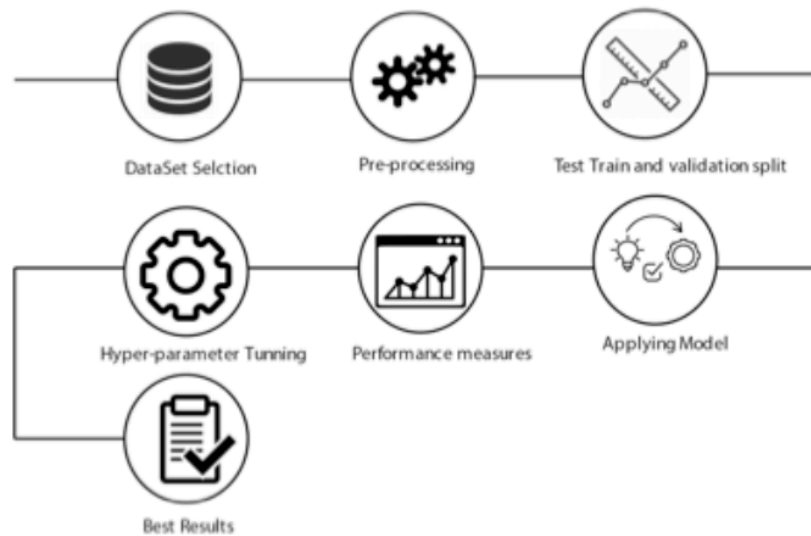 DataSet Selction
Pre-processing
Test Train and validation split
Hyper-parameter Tunning
Performance measures
Applying Model
Best Results